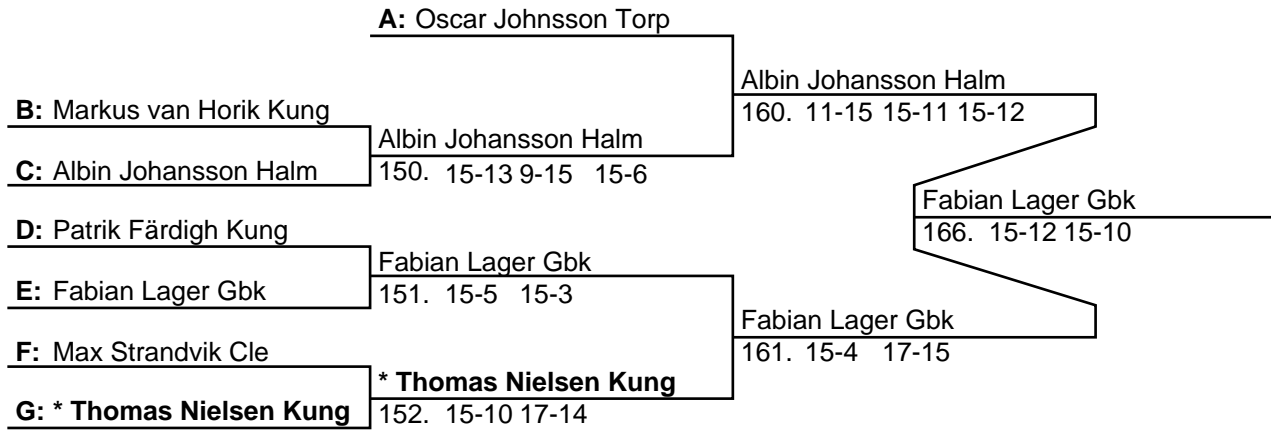 A: Oscar Johnsson Torp
Albin Johansson Halm
B: Markus van Horik Kung
160. 11-15 15-11 15-12
Albin Johansson Halm
C: Albin Johansson Halm
150. 15-13 9-15 15-6
Fabian Lager Gbk
D: Patrik Färdigh Kung
166. 15-12 15-10
Fabian Lager Gbk
E: Fabian Lager Gbk
151. 15-5 15-3
Fabian Lager Gbk
F: Max Strandvik Cle
161. 15-4 17-15
* Thomas Nielsen Kung
G: * Thomas Nielsen Kung
152. 15-10 17-14